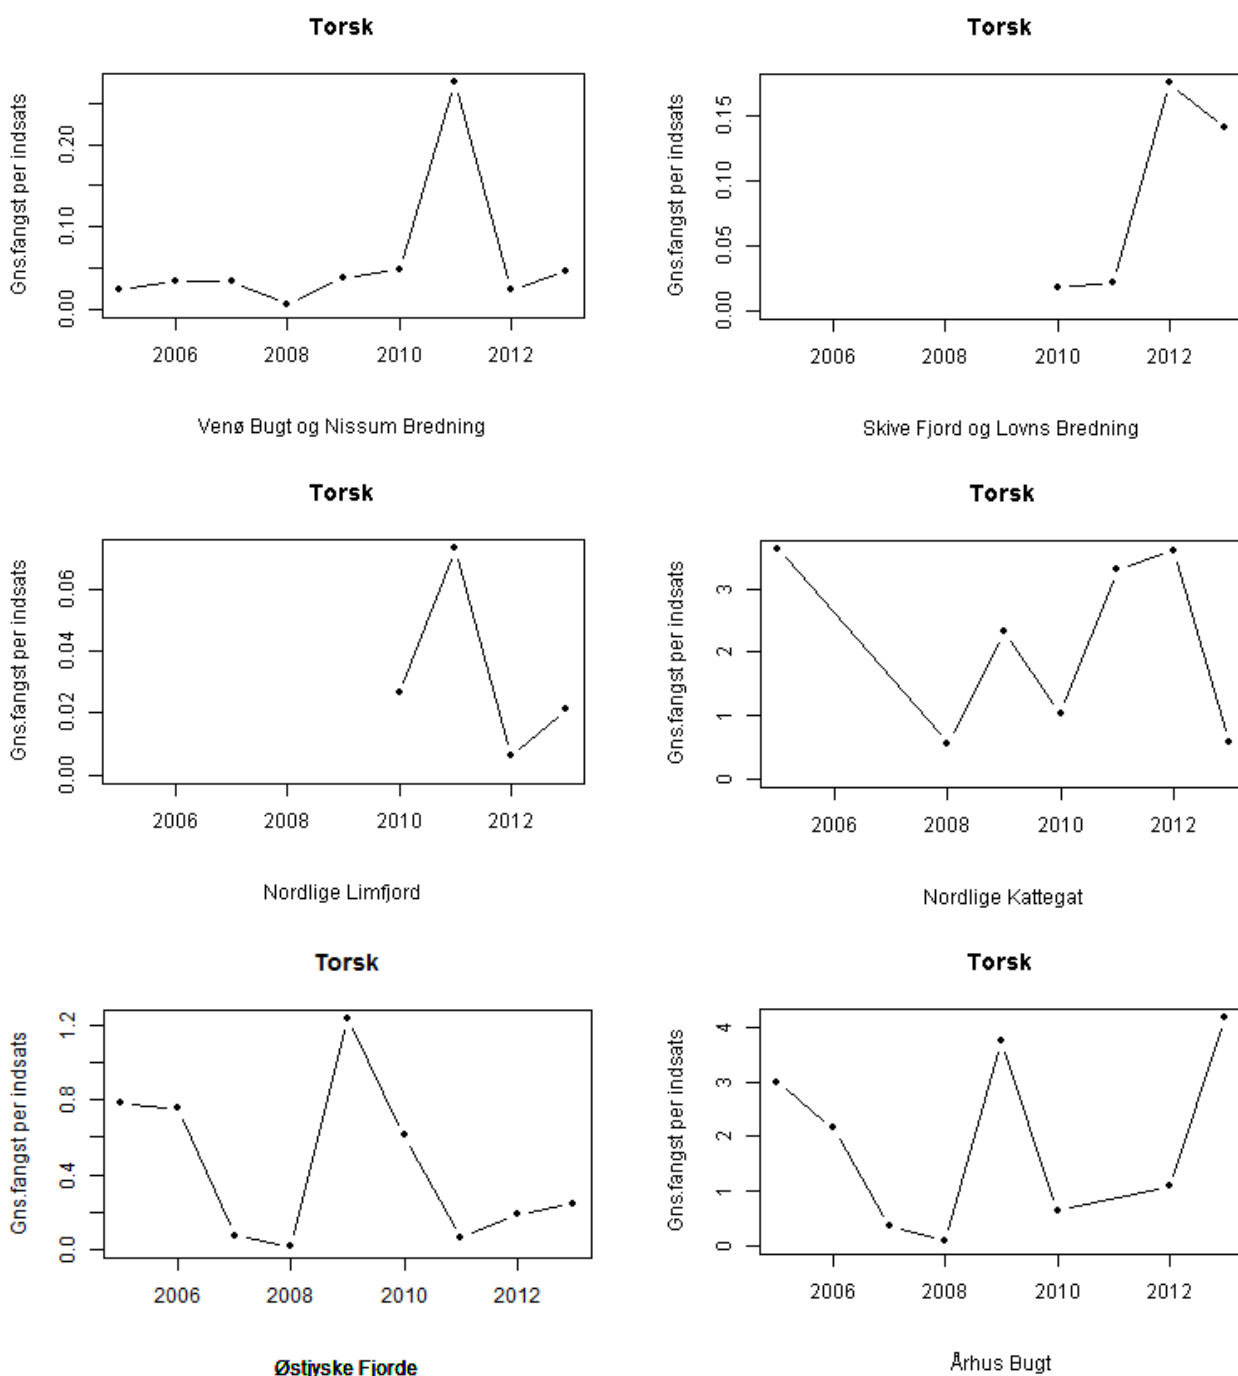 Torsk
Gns.fangst per indsats
0.00 0.10 0.20
2006 2008 2010 2012
Venø Bugt og Nissum Bredning
Torsk
Gns.fangst per indsats
0.00 0.05 0.10 0.15
2006 2008 2010 2012
Skive Fjord og Lovns Bredning
Torsk
Gns.fangst per indsats
0.00 0.02 0.04 0.06
2006 2008 2010 2012
Nordlige Limfjord
Torsk
Gns.fangst per indsats
0 1 2 3
2006 2008 2010 2012
Nordlige Kattegat
Torsk
Gns.fangst per indsats
0.0 0.4 0.8 1.2
2006 2008 2010 2012
Østjyske Fjorde
Torsk
Gns.fangst per indsats
0 1 2 3 4
2006 2008 2010 2012
Århus Bugt